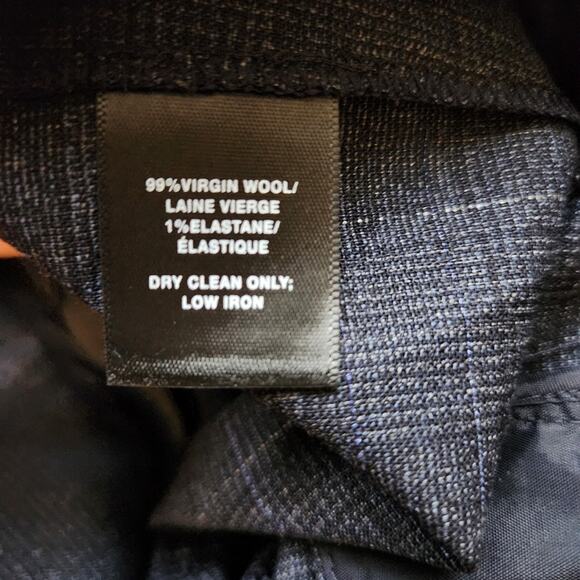 99%VIRGIN WOOL/
LAINE VIERGE
1%ELASTANE/
ÉLASTIQUE
DRY CLEAN ONLY;
LOW IRON